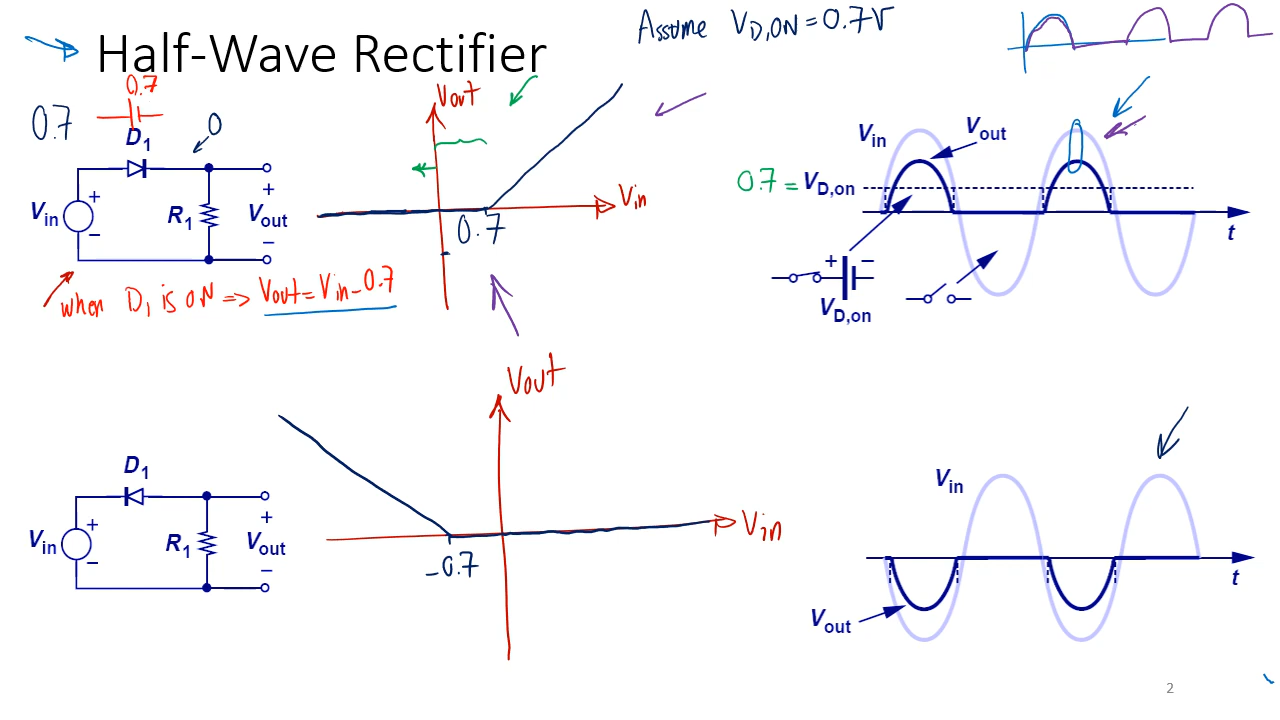 Half-Wave Rectifier
Assume VD,ON = 0.7V
0.7
0.7
D1
0
Vin
+
−
R1
+
Vout
−
when D1 is ON => Vout = Vin - 0.7
Vout
Vin
0.7
Vin
Vout
0.7 = VD,on
t
+ −
VD,on
D1
Vin
+
−
R1
+
Vout
−
Vout
Vin
-0.7
Vin
t
Vout
2